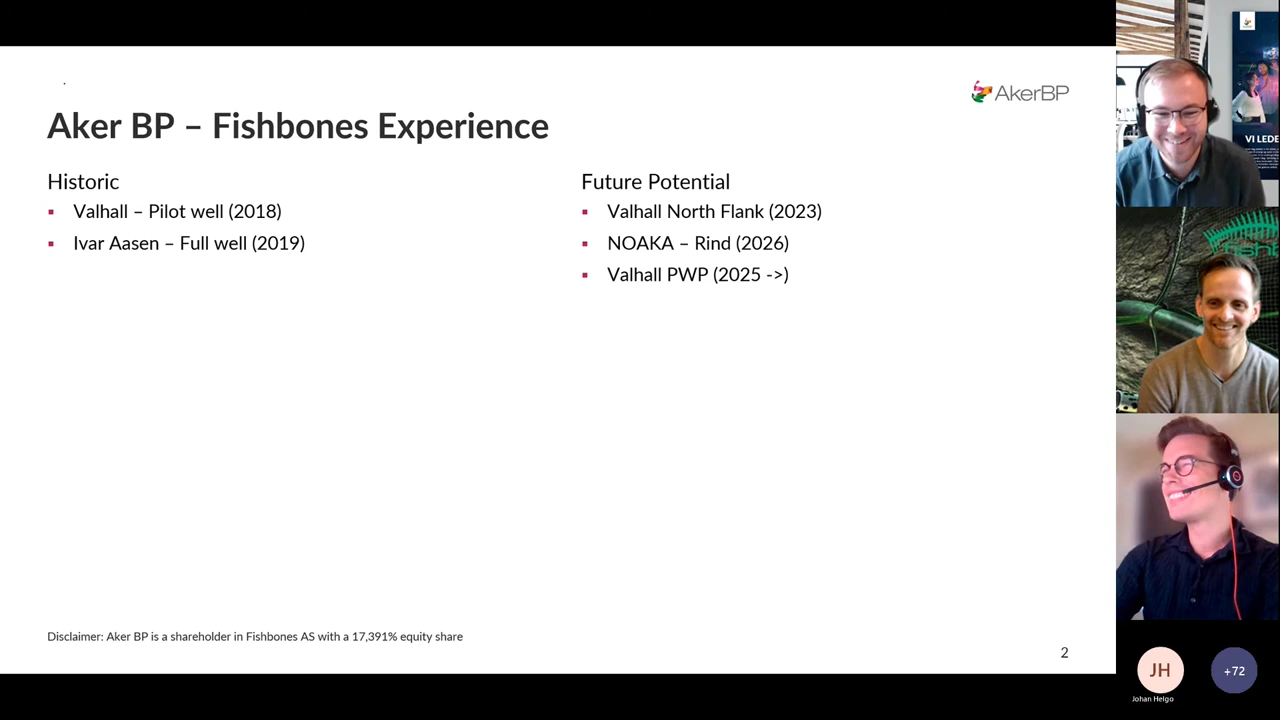 AkerBP
Aker BP – Fishbones Experience
Historic
▪ Valhall – Pilot well (2018)
▪ Ivar Aasen – Full well (2019)
Future Potential
▪ Valhall North Flank (2023)
▪ NOAKA – Rind (2026)
▪ Valhall PWP (2025 ->)
Disclaimer: Aker BP is a shareholder in Fishbones AS with a 17,391% equity share
2
VI LEDE
fishb
JH
Johan Helgo
+72